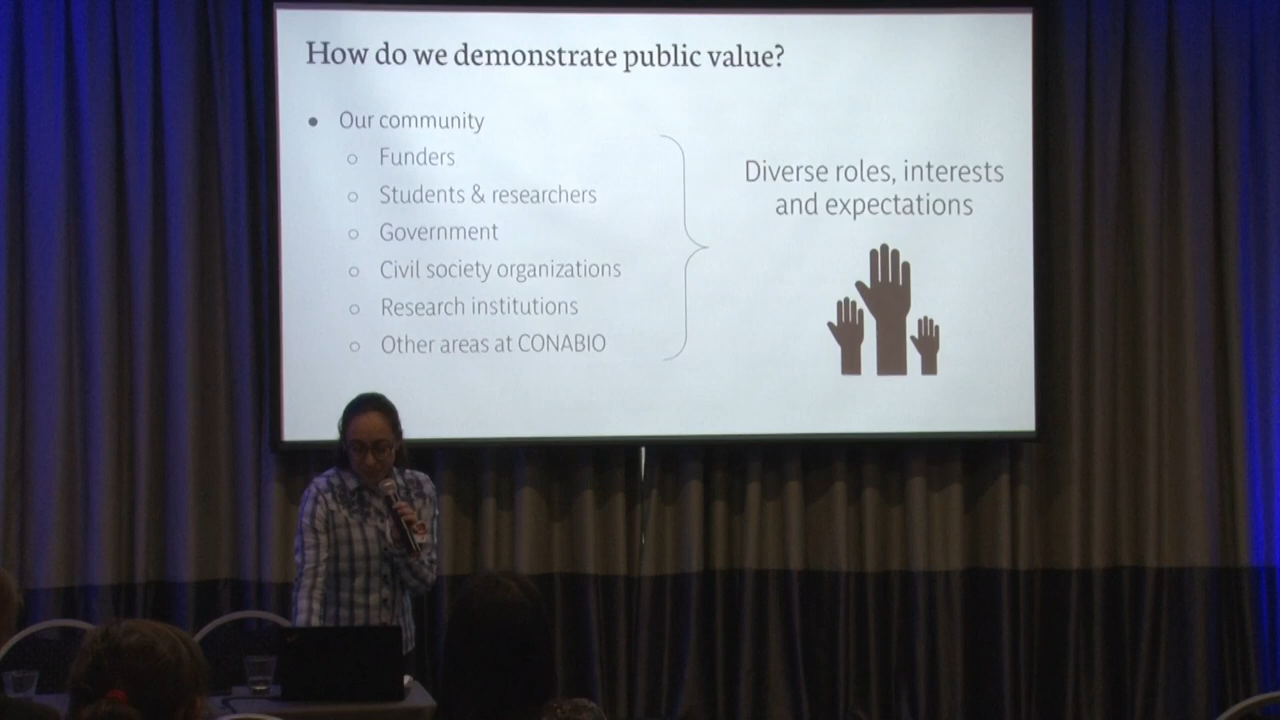 How do we demonstrate public value?
● Our community
○ Funders
○ Students & researchers
○ Government
○ Civil society organizations
○ Research institutions
○ Other areas at CONABIO
Diverse roles, interests
and expectations